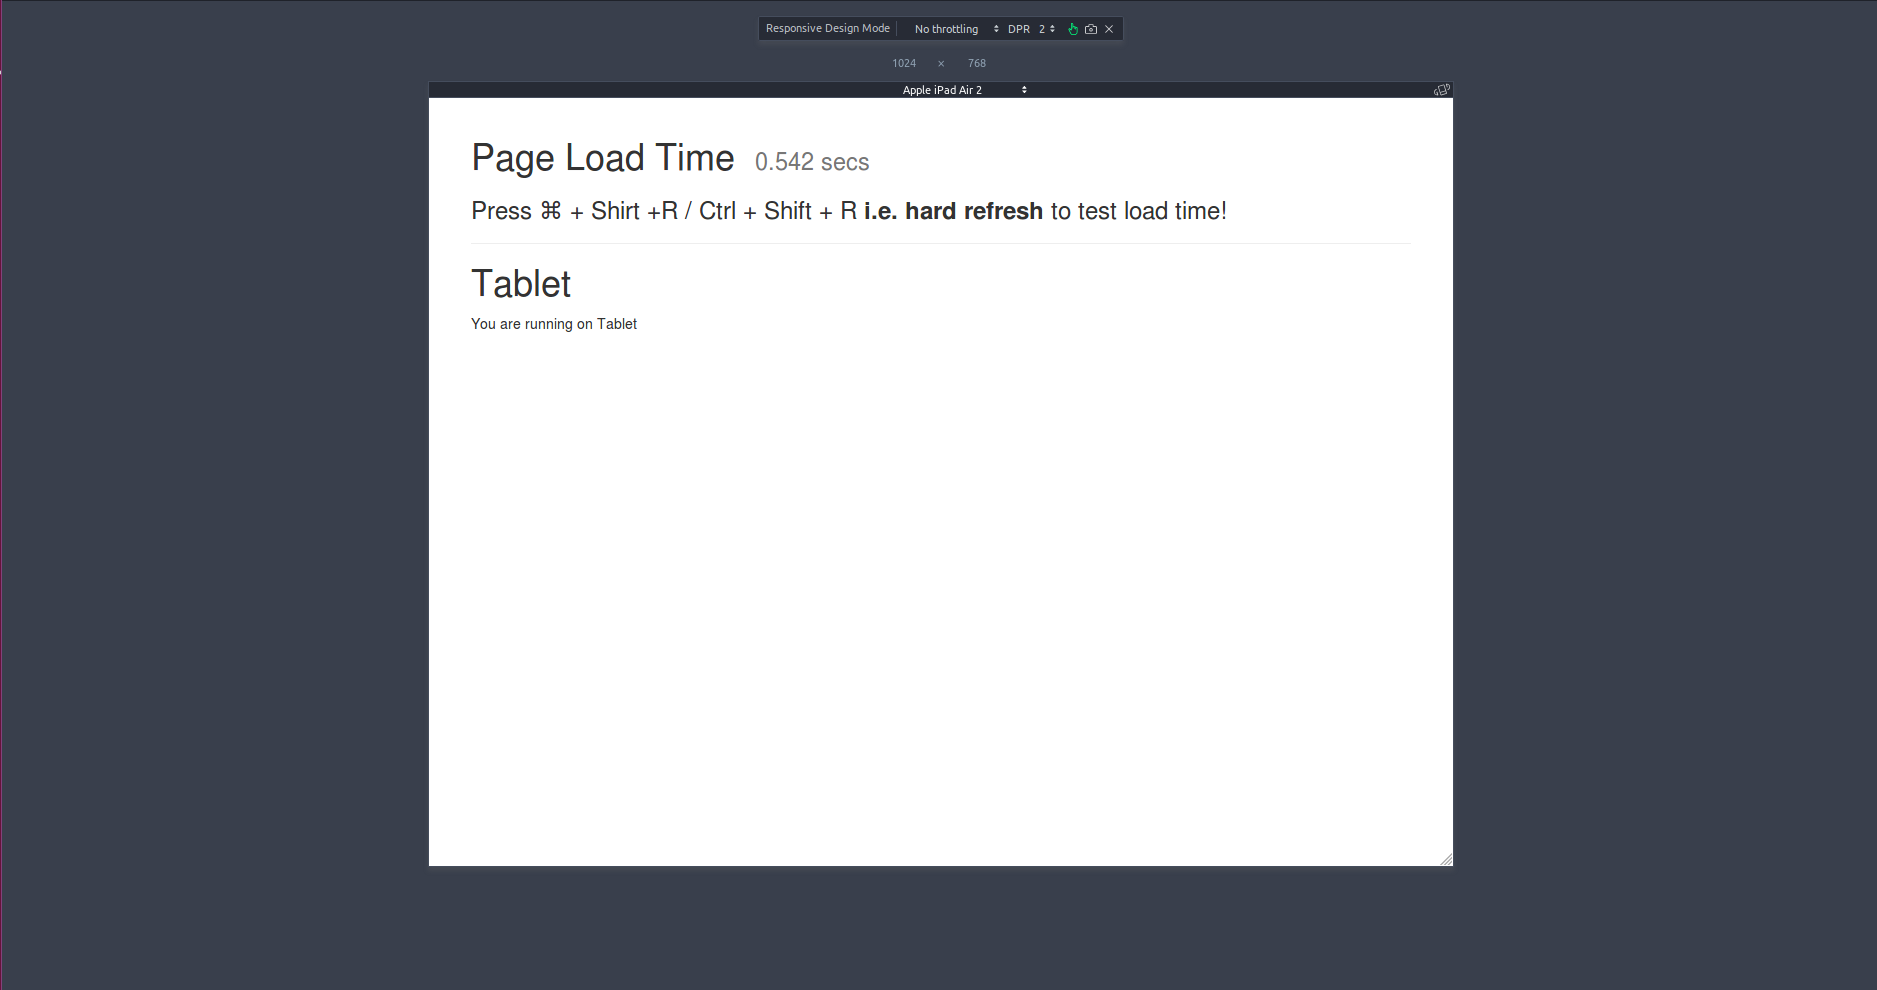 Responsive Design Mode No throttling DPR 2
1024 × 768
Apple iPad Air 2
Page Load Time 0.542 secs
Press ⌘ + Shirt +R / Ctrl + Shift + R i.e. hard refresh to test load time!
Tablet
You are running on Tablet